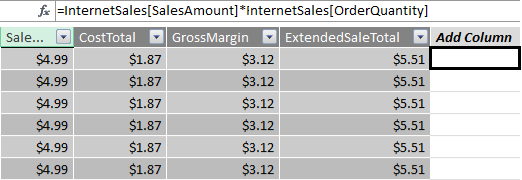 fx =InternetSales[SalesAmount]*InternetSales[OrderQuantity]
Sale... CostTotal GrossMargin ExtendedSaleTotal Add Column
$4.99 $1.87 $3.12 $5.51
$4.99 $1.87 $3.12 $5.51
$4.99 $1.87 $3.12 $5.51
$4.99 $1.87 $3.12 $5.51
$4.99 $1.87 $3.12 $5.51
$4.99 $1.87 $3.12 $5.51